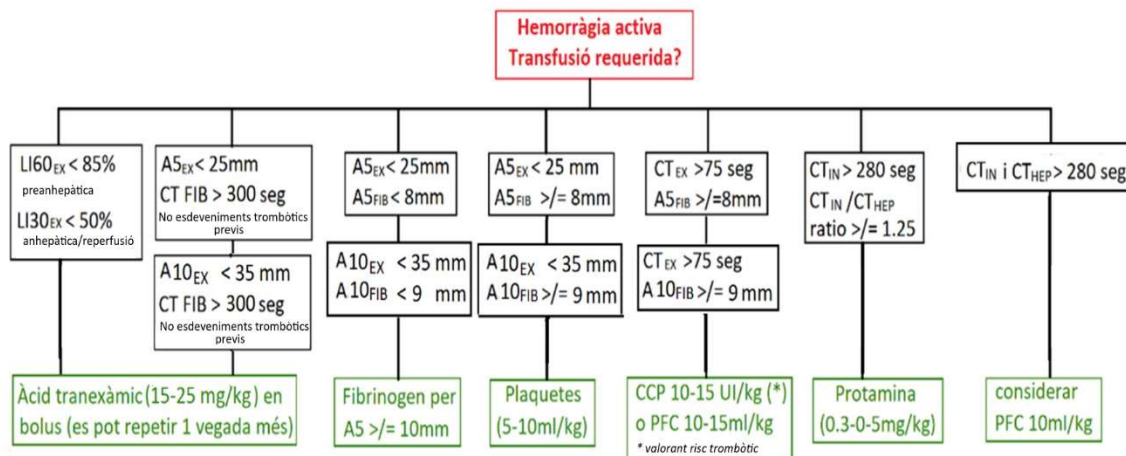 Hemorràgia activa
Transfusió requerida?
LI60EX < 85%
preanhepàtica
LI30EX < 50%
anhepàtica/reperfusió
A5EX < 25mm
CT FIB > 300 seg
No esdeveniments trombòtics
previs
A10EX < 35 mm
CT FIB > 300 seg
No esdeveniments trombòtics
previs
Àcid tranexàmic (15-25 mg/kg) en
bolus (es pot repetir 1 vegada més)
A5EX < 25mm
A5FIB < 8mm
A10EX < 35 mm
A10FIB < 9 mm
Fibrinogen per
A5 >/= 10mm
A5EX < 25 mm
A5FIB >/= 8mm
A10EX < 35 mm
A10FIB >/= 9 mm
Plaquetes
(5-10ml/kg)
CTEX >75 seg
A5FIB >/=8mm
CTEX >75 seg
A10FIB >/= 9 mm
CCP 10-15 UI/kg (*)
o PFC 10-15ml/kg
* valorant risc trombòtic
CTIN > 280 seg
CTIN /CTHEP
ratio >/= 1.25
Protamina
(0.3-0-5mg/kg)
CTIN i CTHEP > 280 seg
considerar
PFC 10ml/kg